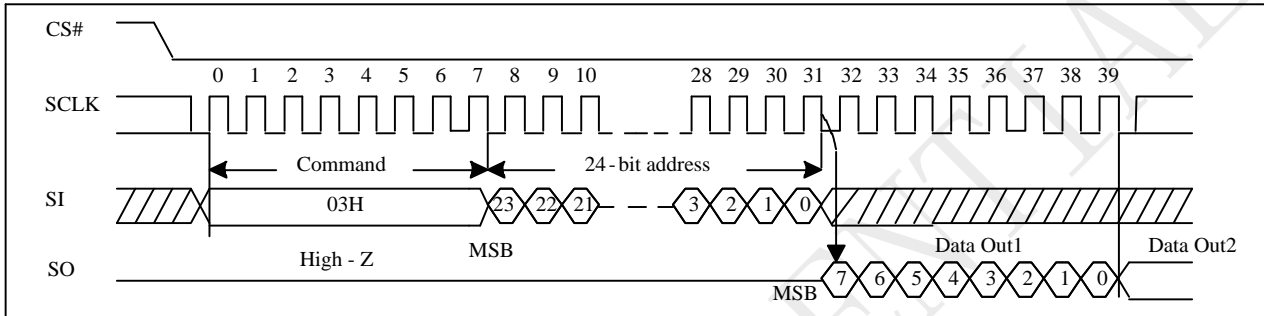 CS#
0 1 2 3 4 5 6 7 8 9 10 28 29 30 31 32 33 34 35 36 37 38 39
SCLK
Command 24-bit address
SI 03H 23 22 21 3 2 1 0
MSB Data Out1 Data Out2
High - Z
SO 7 6 5 4 3 2 1 0
MSB